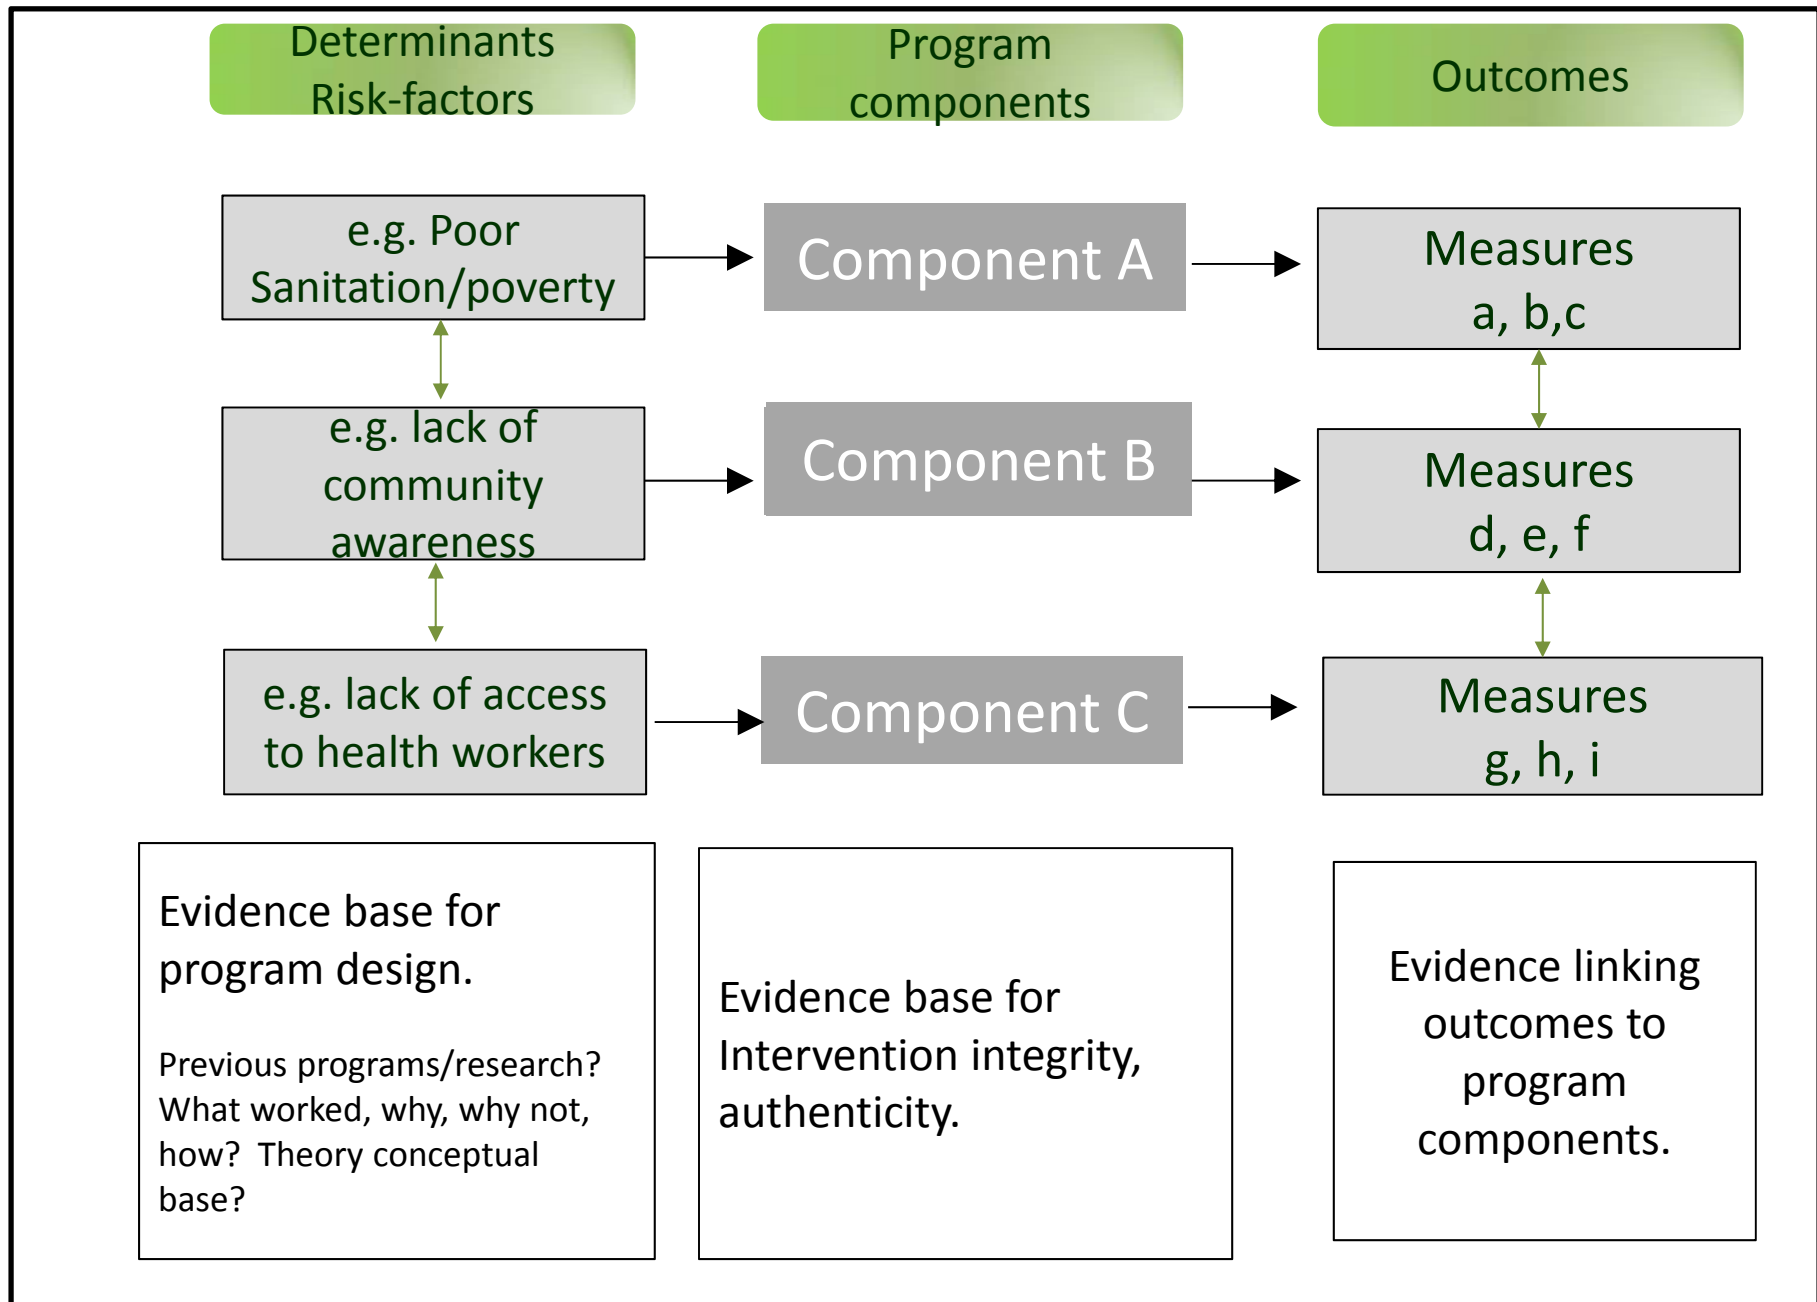 Determinants
Risk-factors
Program
components
Outcomes
e.g. Poor
Sanitation/poverty
Component A
Measures
a, b,c
e.g. lack of
community
awareness
Component B
Measures
d, e, f
e.g. lack of access
to health workers
Component C
Measures
g, h, i
Evidence base for
program design.
Previous programs/research?
What worked, why, why not,
how?  Theory conceptual
base?
Evidence base for
Intervention integrity,
authenticity.
Evidence linking
outcomes to
program
components.